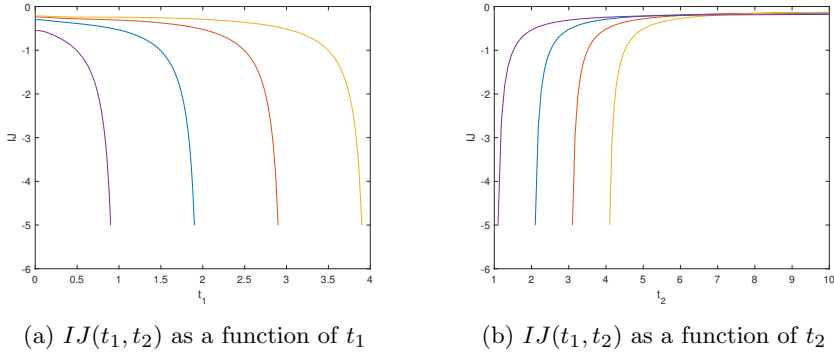 0
-1
-2
-3
-4
-5
-6
IJ
0 0.5 1 1.5 2 2.5 3 3.5 4
t1
0
-1
-2
-3
-4
-5
-6
IJ
1 2 3 4 5 6 7 8 9 10
t2
(a) IJ(t1, t2) as a function of t1
(b) IJ(t1, t2) as a function of t2